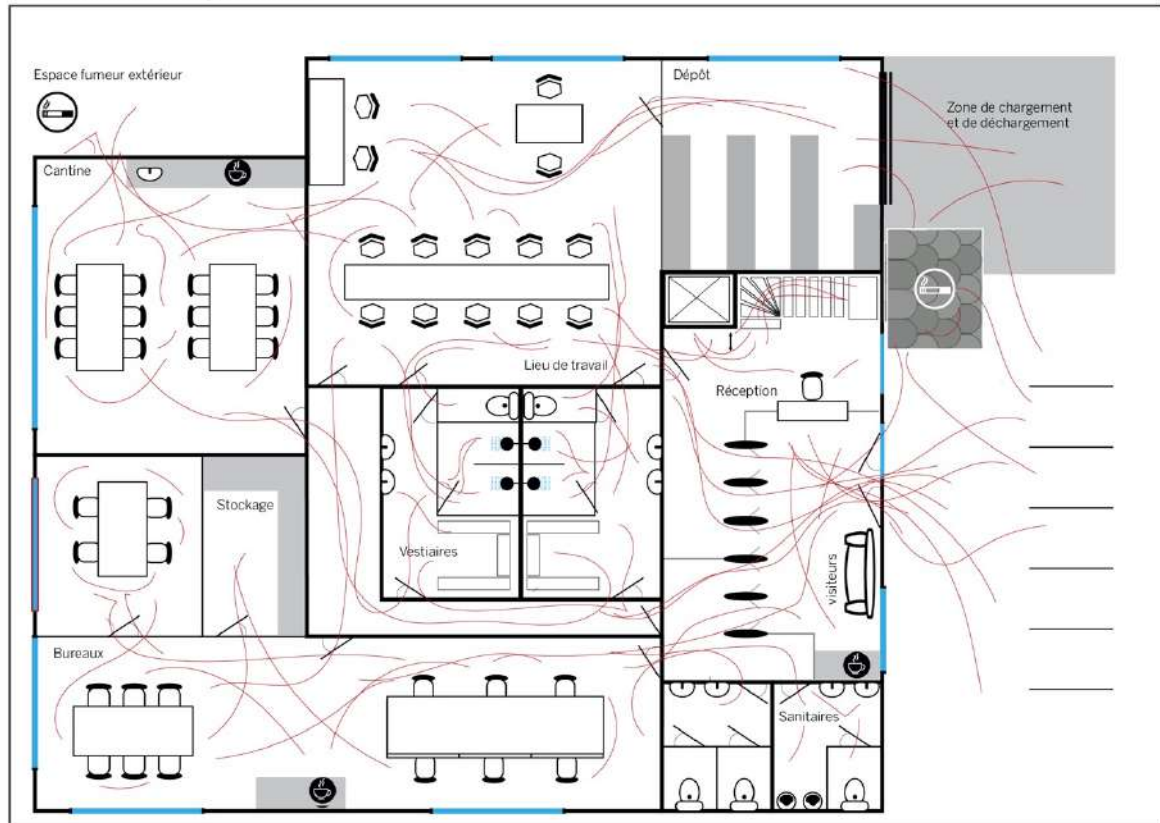 Espace fumeur extérieur
Dépôt
Zone de chargement
et de déchargement
Cantine
Lieu de travail
Réception
Stockage
Vestiaires
visiteurs
Bureaux
Sanitaires